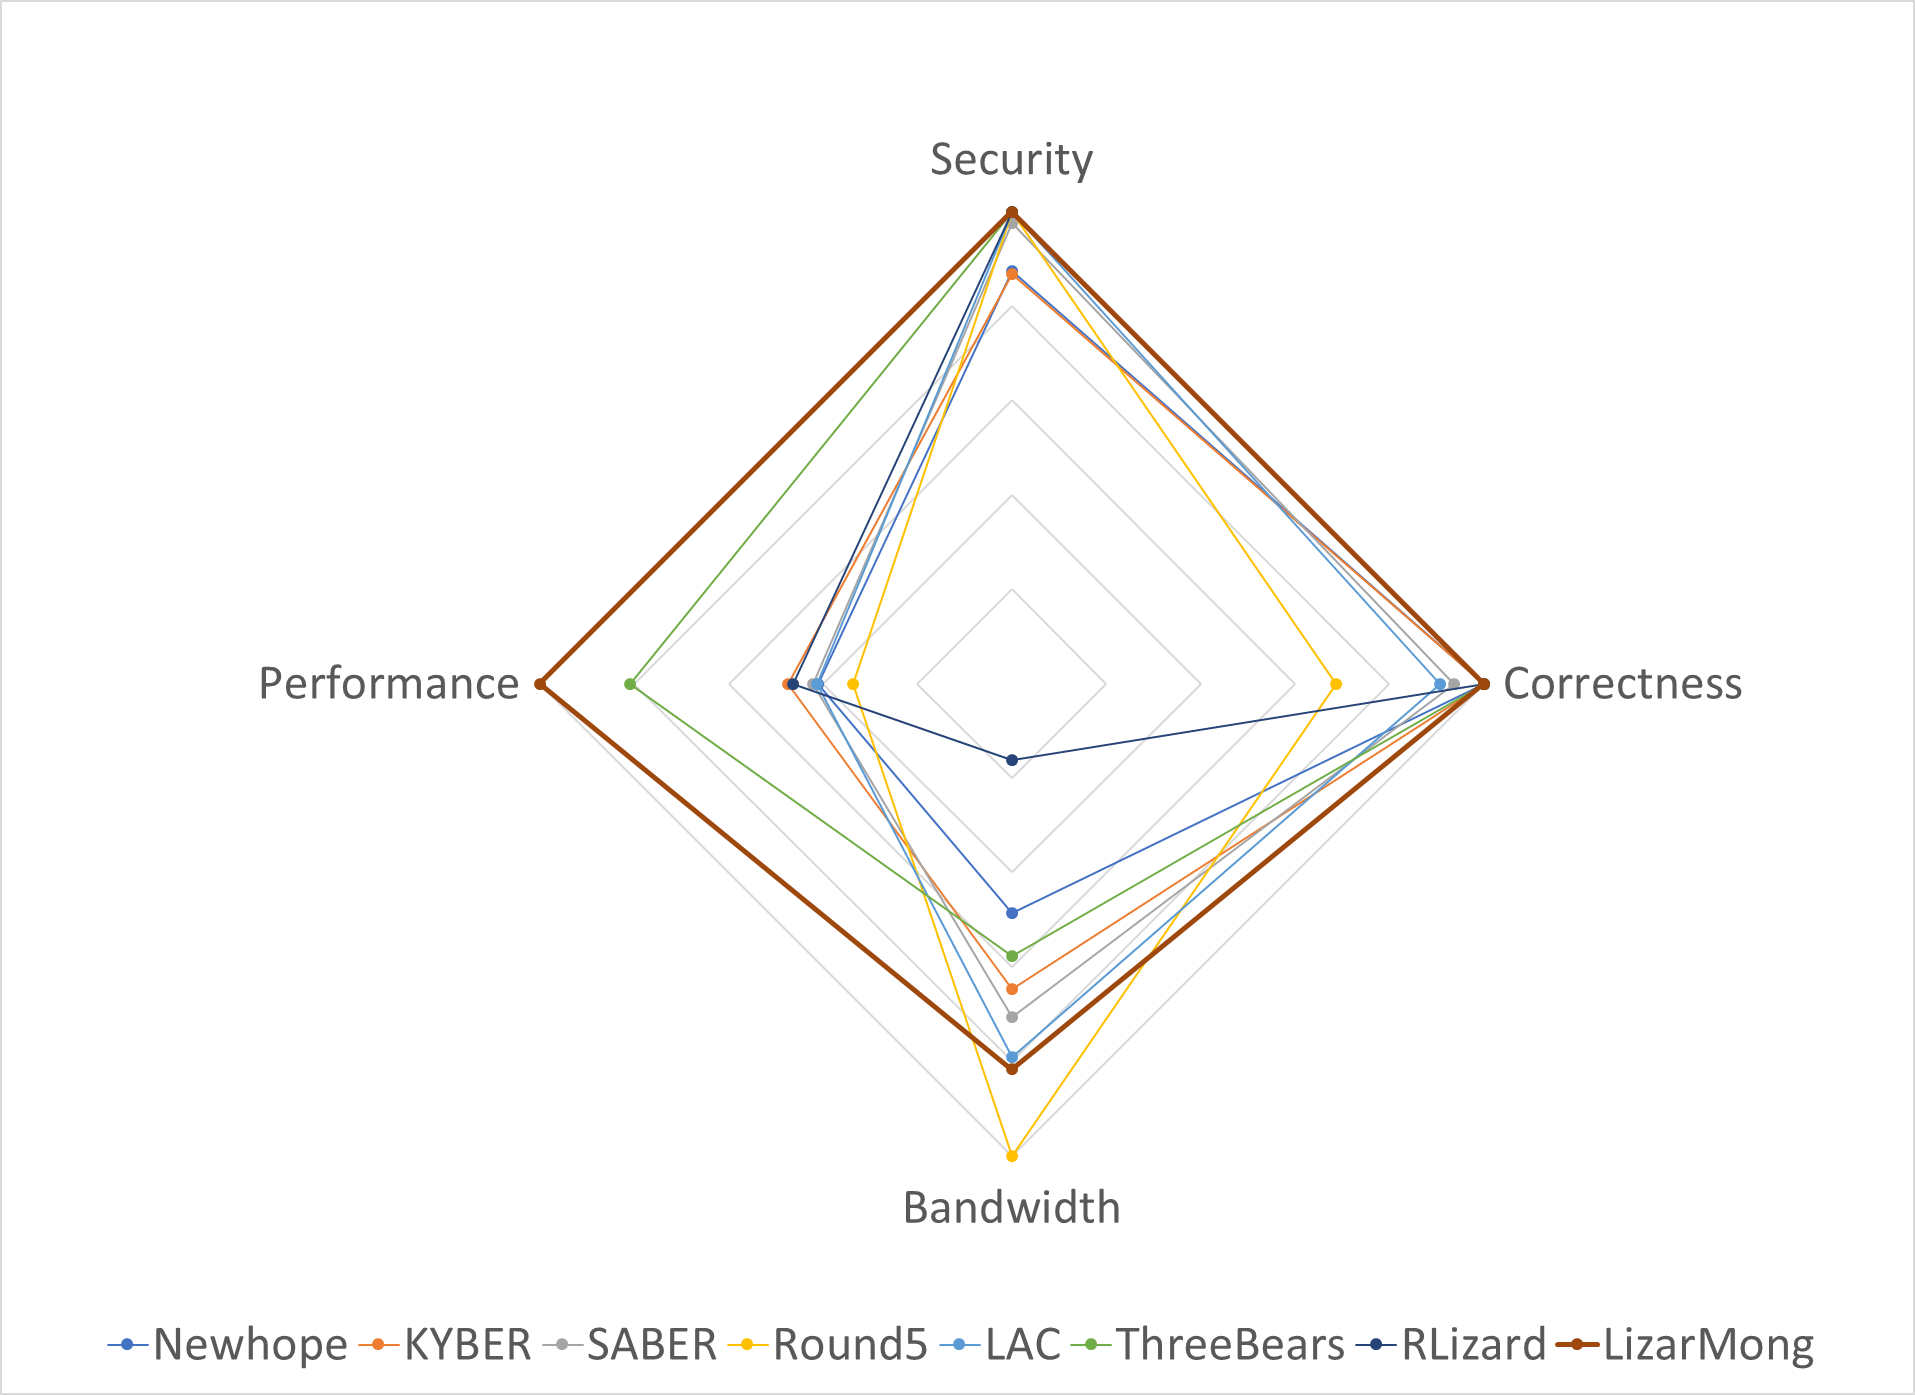 Security
Performance
Correctness
Bandwidth
Newhope KYBER SABER Round5 LAC ThreeBears RLizard LizarMong